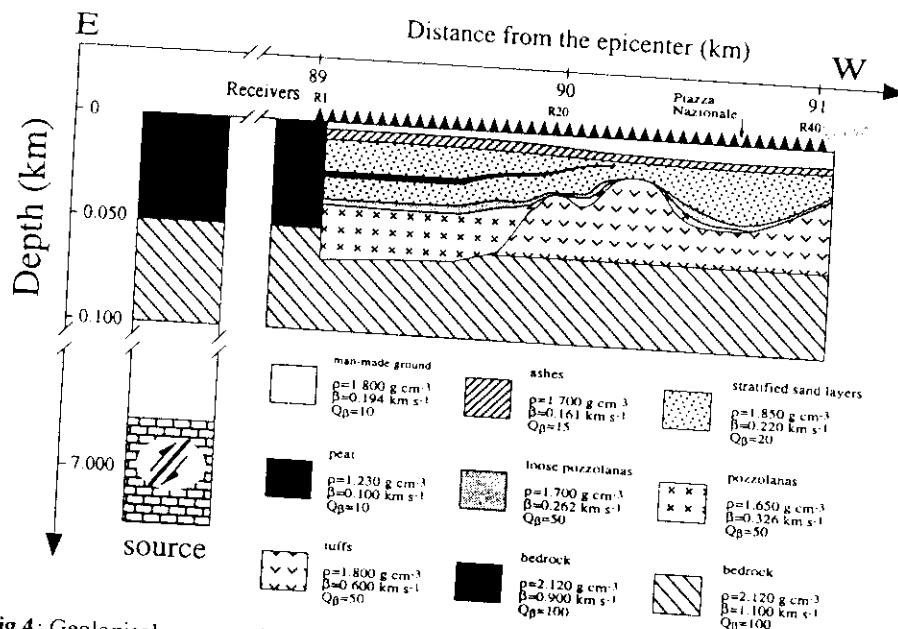 Distance from the epicenter (km)
E
W
89
90
91
Receivers
R1
R20
Piazza
Nazionale
R40
Depth (km)
0
0.050
0.100
7.000
source
man-made ground
ρ=1.800 g cm-3
β=0.194 km s-1
Qβ=10
ashes
ρ=1.700 g cm-3
β=0.161 km s-1
Qβ=15
stratified sand layers
ρ=1.850 g cm-3
β=0.220 km s-1
Qβ=20
peat
ρ=1.230 g cm-3
β=0.100 km s-1
Qβ=10
loose pozzolanas
ρ=1.700 g cm-3
β=0.262 km s-1
Qβ=50
pozzolanas
ρ=1.650 g cm-3
β=0.326 km s-1
Qβ=50
tuffs
ρ=1.800 g cm-3
β=0.600 km s-1
Qβ=50
bedrock
ρ=2.120 g cm-3
β=0.900 km s-1
Qβ=100
bedrock
ρ=2.120 g cm-3
β=1.100 km s-1
Qβ=100
Fig 4: Geological